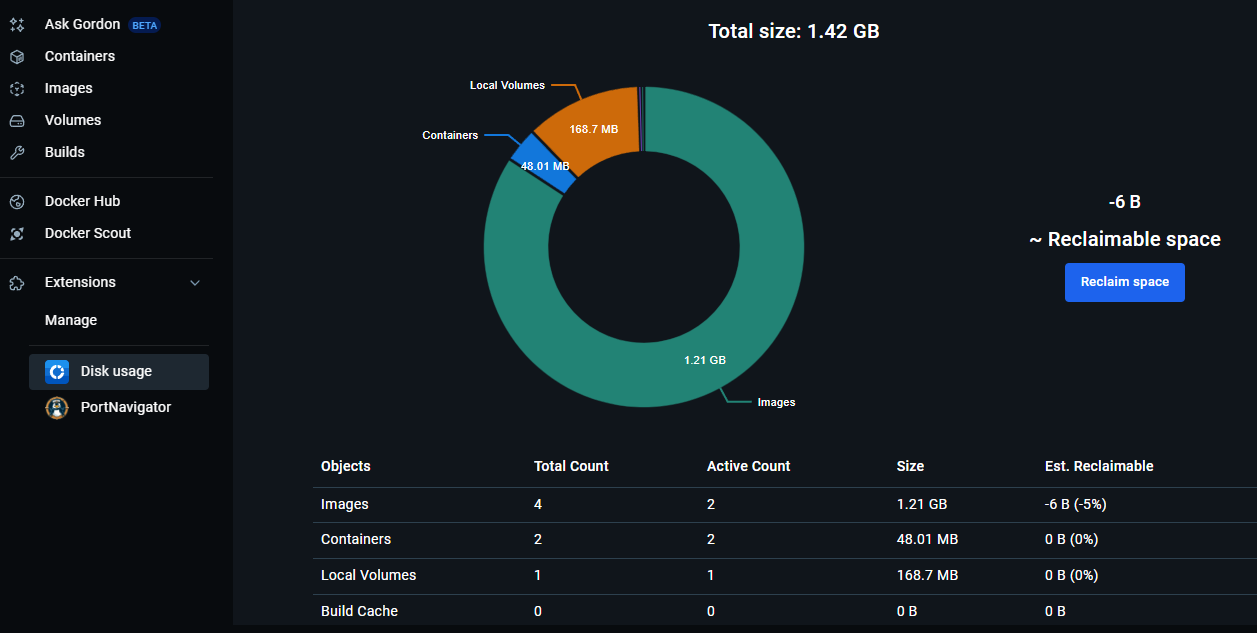 Ask Gordon BETA
Containers
Images
Volumes
Builds
Docker Hub
Docker Scout
Extensions
Manage
Disk usage
PortNavigator
Total size: 1.42 GB
Local Volumes
168.7 MB
Containers
48.01 MB
1.21 GB
Images
-6 B
~ Reclaimable space
Reclaim space
Objects Total Count Active Count Size Est. Reclaimable
Images 4 2 1.21 GB -6 B (-5%)
Containers 2 2 48.01 MB 0 B (0%)
Local Volumes 1 1 168.7 MB 0 B (0%)
Build Cache 0 0 0 B 0 B